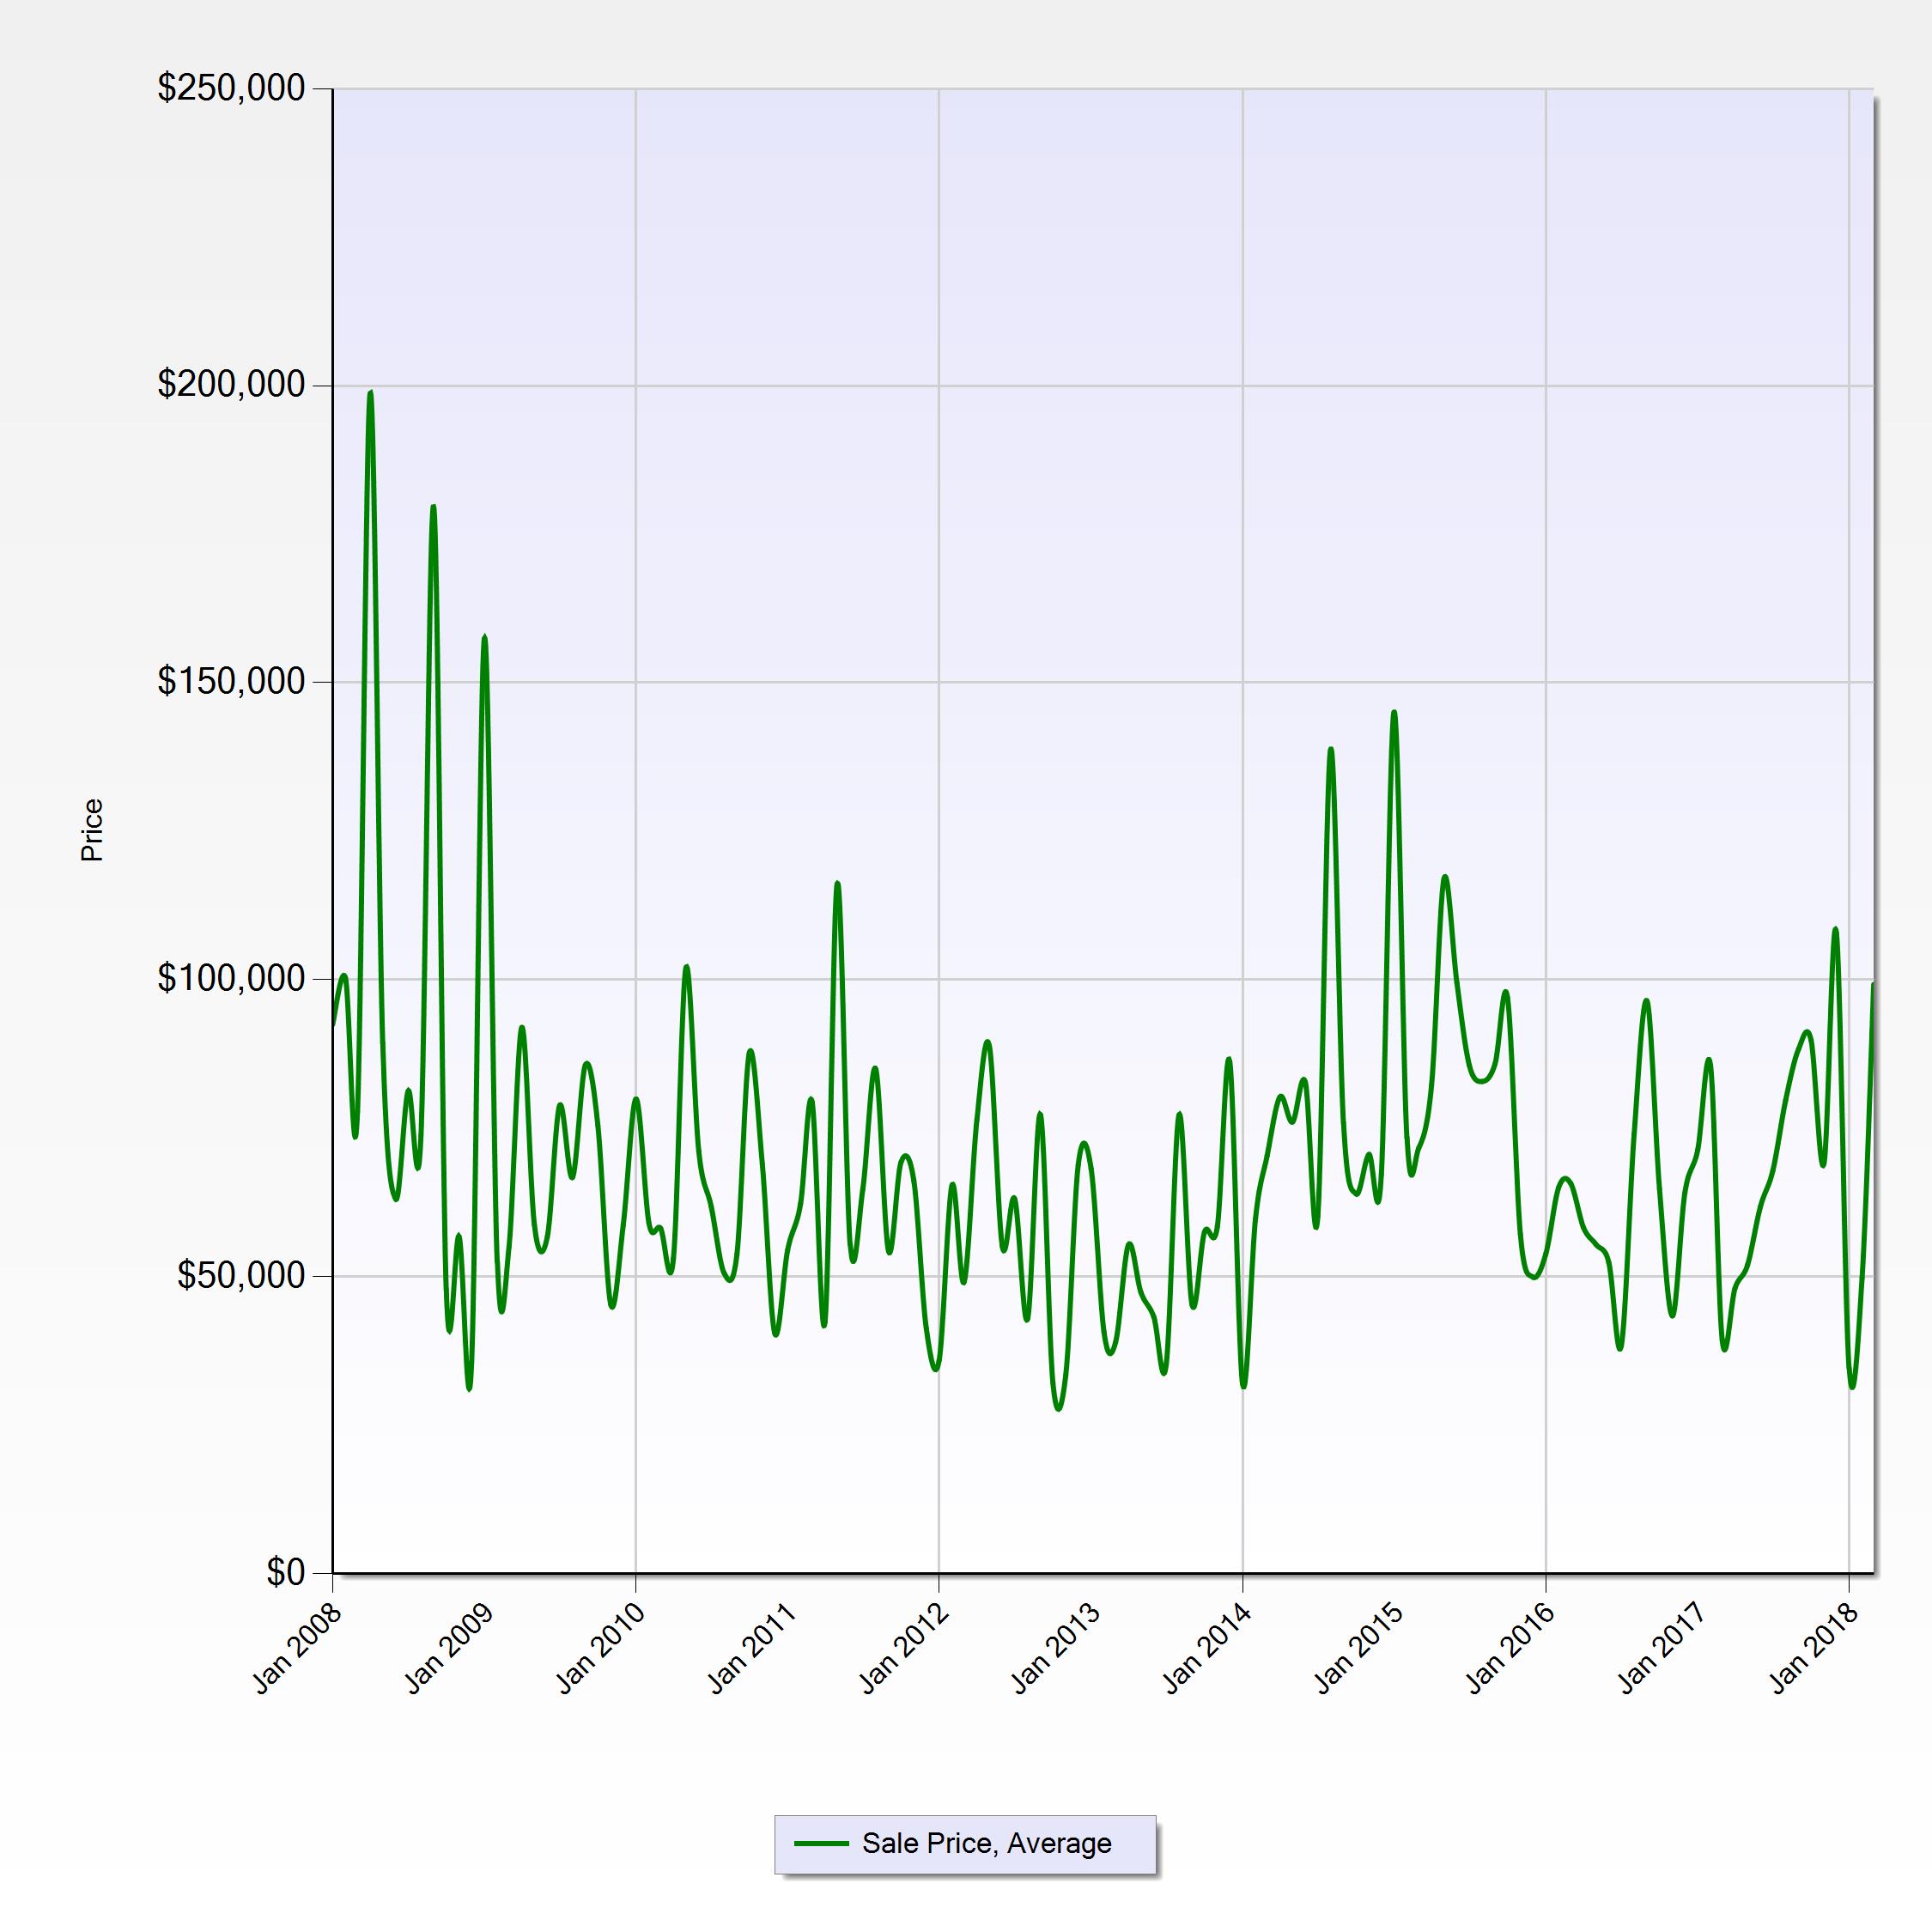 $250,000
$200,000
$150,000
$100,000
$50,000
$0
Price
Jan 2008
Jan 2009
Jan 2010
Jan 2011
Jan 2012
Jan 2013
Jan 2014
Jan 2015
Jan 2016
Jan 2017
Jan 2018
Sale Price, Average